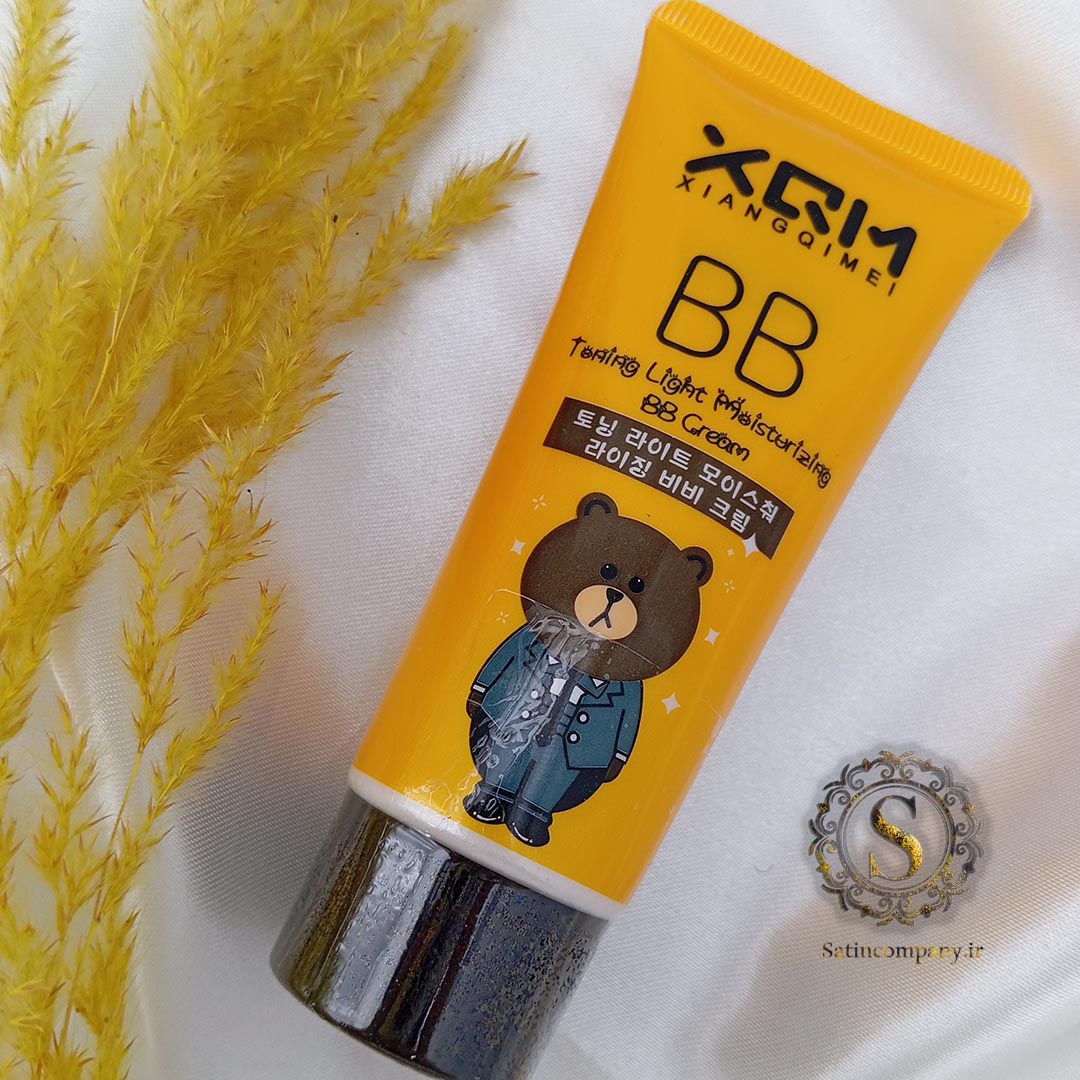 XQM
XIANGQIMEI
BB
Toning Light Moisturizing
BB Cream
토닝 라이트 모이스춰
라이징 비비 크림
S
Satincompany.ir